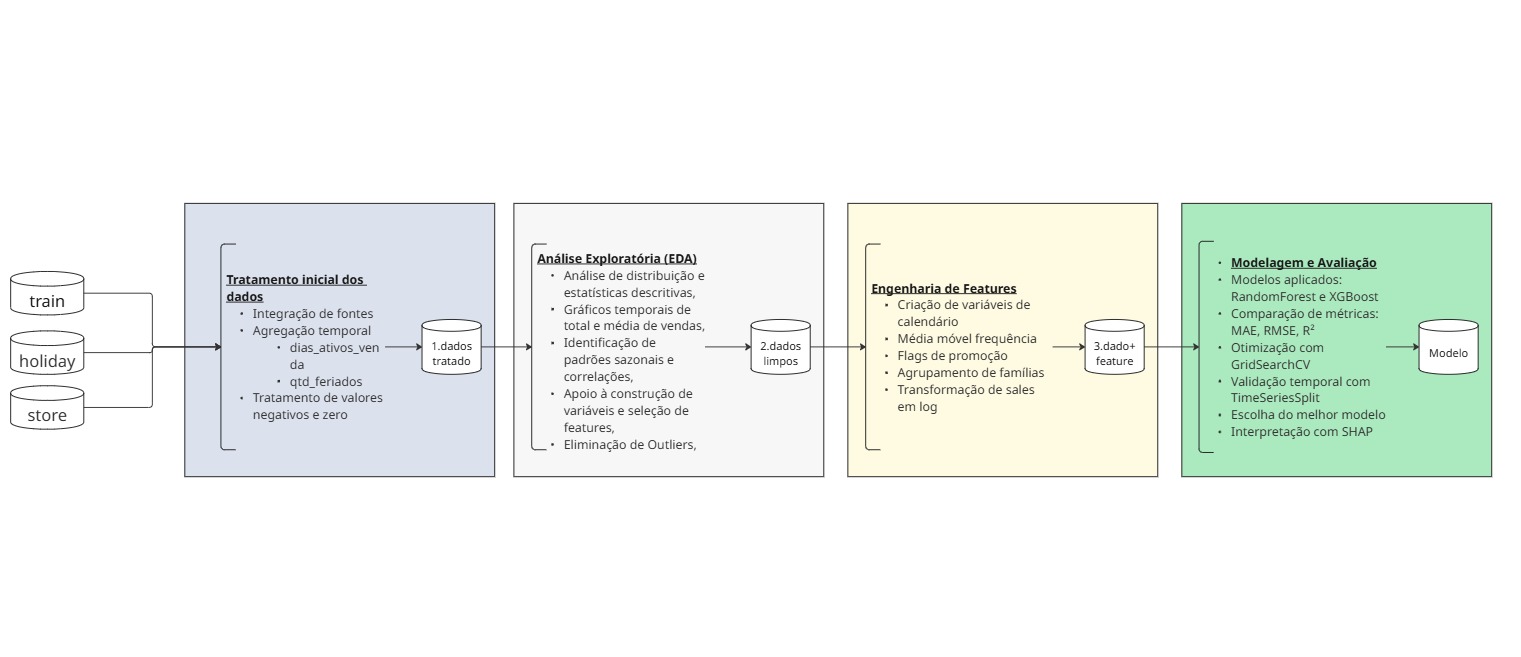 train
holiday
store
Tratamento inicial dos
dados
• Integração de fontes
• Agregação temporal
• dias_ativos_ven
da
• qtd_feriados
• Tratamento de valores
negativos e zero
1.dados
tratado
Análise Exploratória (EDA)
• Análise de distribuição e
estatísticas descritivas,
• Gráficos temporais de
total e média de vendas,
• Identificação de
padrões sazonais e
correlações,
• Apoio à construção de
variáveis e seleção de
features,
• Eliminação de Outliers,
2.dados
limpos
Engenharia de Features
• Criação de variáveis de
calendário
• Média móvel frequência
• Flags de promoção
• Agrupamento de famílias
• Transformação de sales
em log
3.dado+
feature
• Modelagem e Avaliação
• Modelos aplicados:
RandomForest e XGBoost
• Comparação de métricas:
MAE, RMSE, R²
• Otimização com
GridSearchCV
• Validação temporal com
TimeSeriesSplit
• Escolha do melhor modelo
• Interpretação com SHAP
Modelo